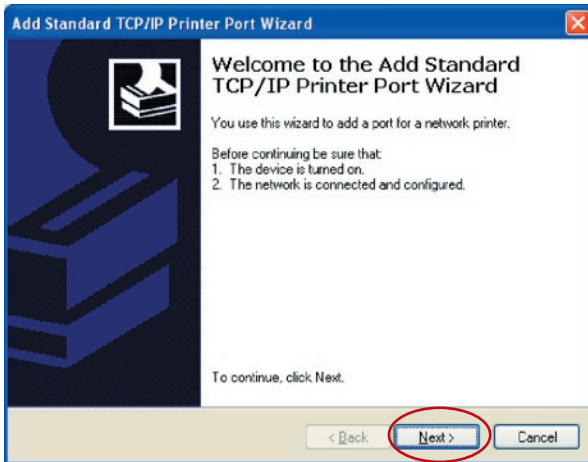 Add Standard TCP/IP Printer Port Wizard
Welcome to the Add Standard
TCP/IP Printer Port Wizard
You use this wizard to add a port for a network printer.
Before continuing be sure that:
1. The device is turned on.
2. The network is connected and configured.
To continue, click Next.
< Back Next > Cancel